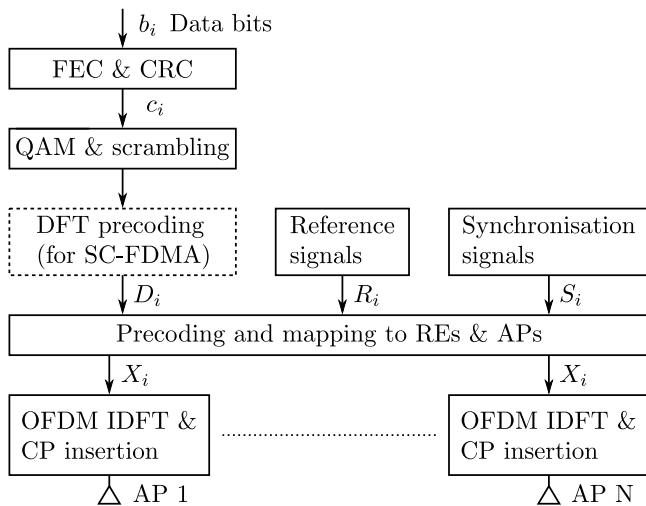 b_i Data bits
FEC & CRC
c_i
QAM & scrambling
DFT precoding
(for SC-FDMA)
Reference
signals
Synchronisation
signals
D_i
R_i
S_i
Precoding and mapping to REs & APs
X_i
X_i
OFDM IDFT &
CP insertion
OFDM IDFT &
CP insertion
AP 1
AP N